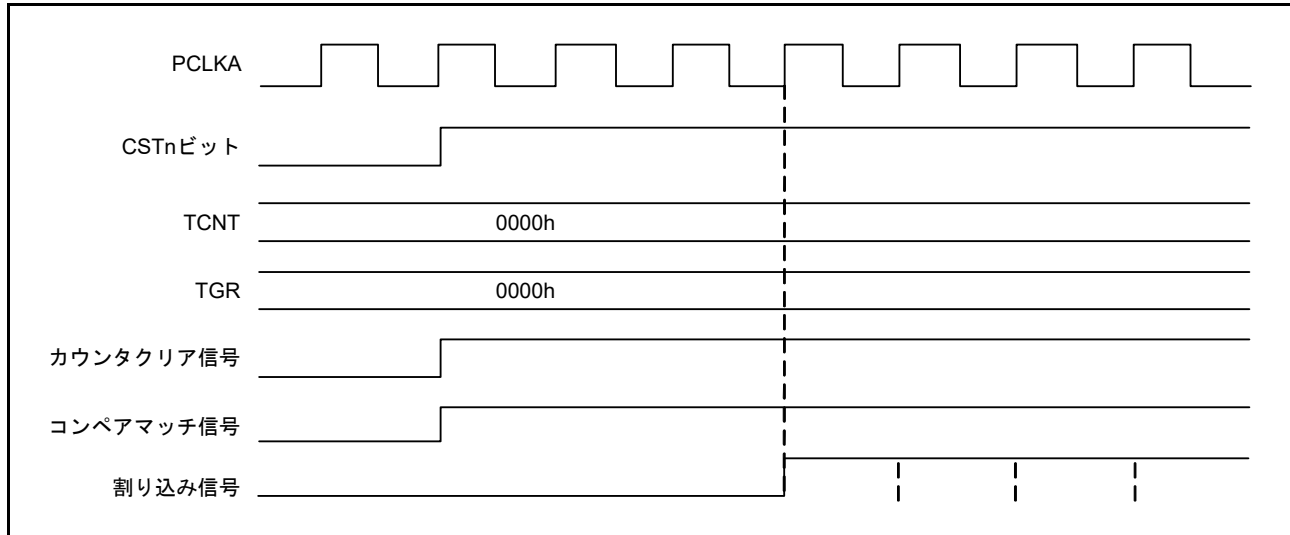 PCLKA
CSTnビット
TCNT 0000h
TGR 0000h
カウンタクリア信号
コンペアマッチ信号
割り込み信号